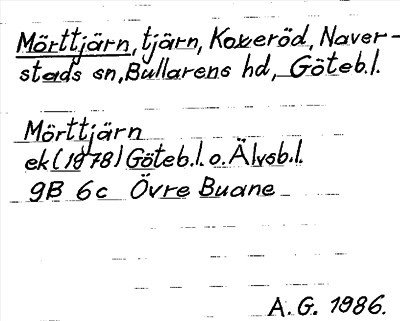 Mörttjärn, tjärn, Koxeröd, Naver-
stads sn, Bullarens hd, Göteb.l.
Mörttjärn
ek (1978) Göteb.l. o. Älvsb.l.
9B 6c Övre Buane
A.G. 1986.